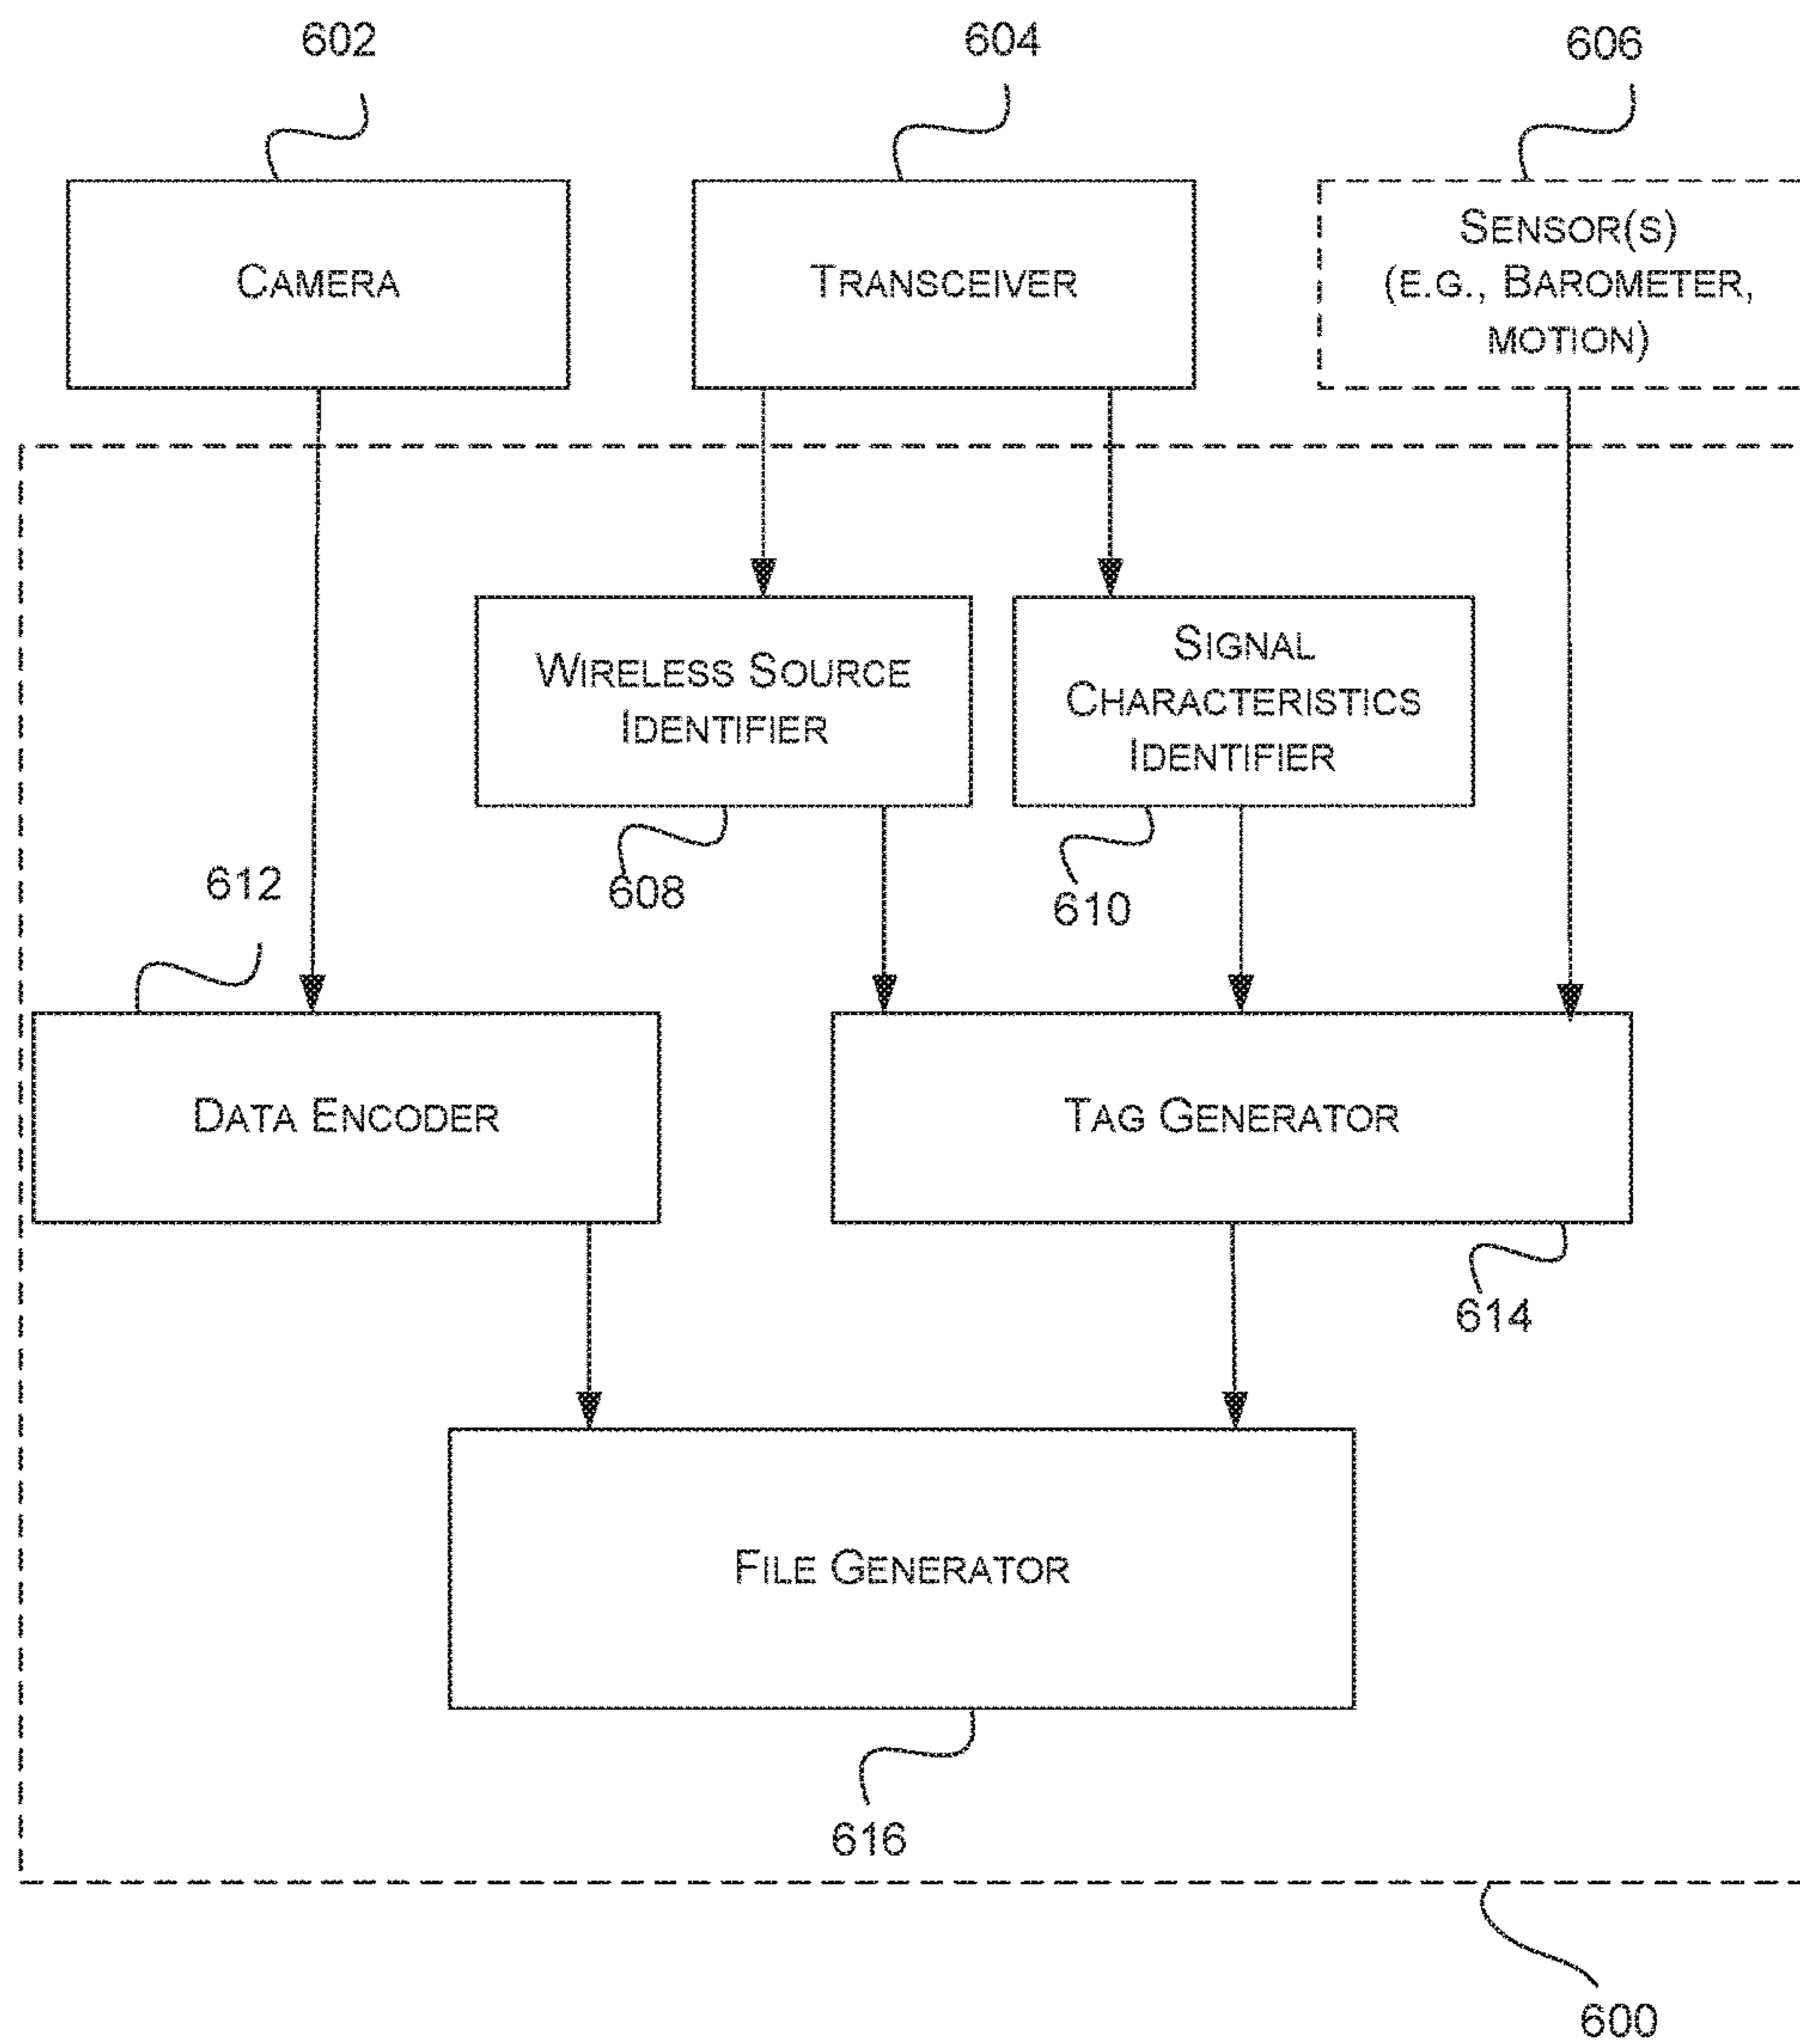 602
604
606
CAMERA
TRANSCEIVER
SENSOR(S)
(E.G., BAROMETER,
MOTION)
WIRELESS SOURCE
IDENTIFIER
SIGNAL
CHARACTERISTICS
IDENTIFIER
608
610
612
DATA ENCODER
TAG GENERATOR
614
FILE GENERATOR
616
600